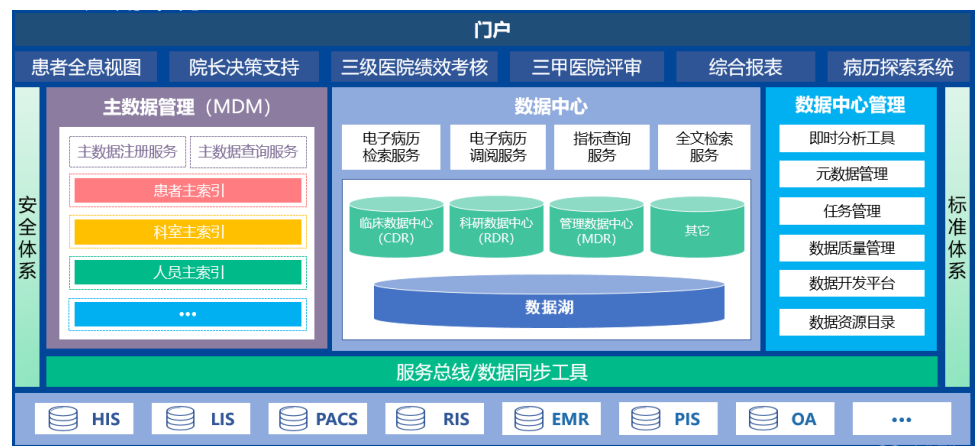 门户
患者全息视图
院长决策支持
三级医院绩效考核
三甲医院评审
综合报表
病历探索系统
安全体系
主数据管理（MDM）
主数据注册服务
主数据查询服务
患者主索引
科室主索引
人员主索引
...
数据中心
电子病历
检索服务
电子病历
调阅服务
指标查询
服务
全文检索
服务
临床数据中心
(CDR)
科研数据中心
(RDR)
管理数据中心
(MDR)
其它
数据湖
数据中心管理
即时分析工具
元数据管理
任务管理
数据质量管理
数据开发平台
数据资源目录
标准体系
服务总线/数据同步工具
HIS
LIS
PACS
RIS
EMR
PIS
OA
...